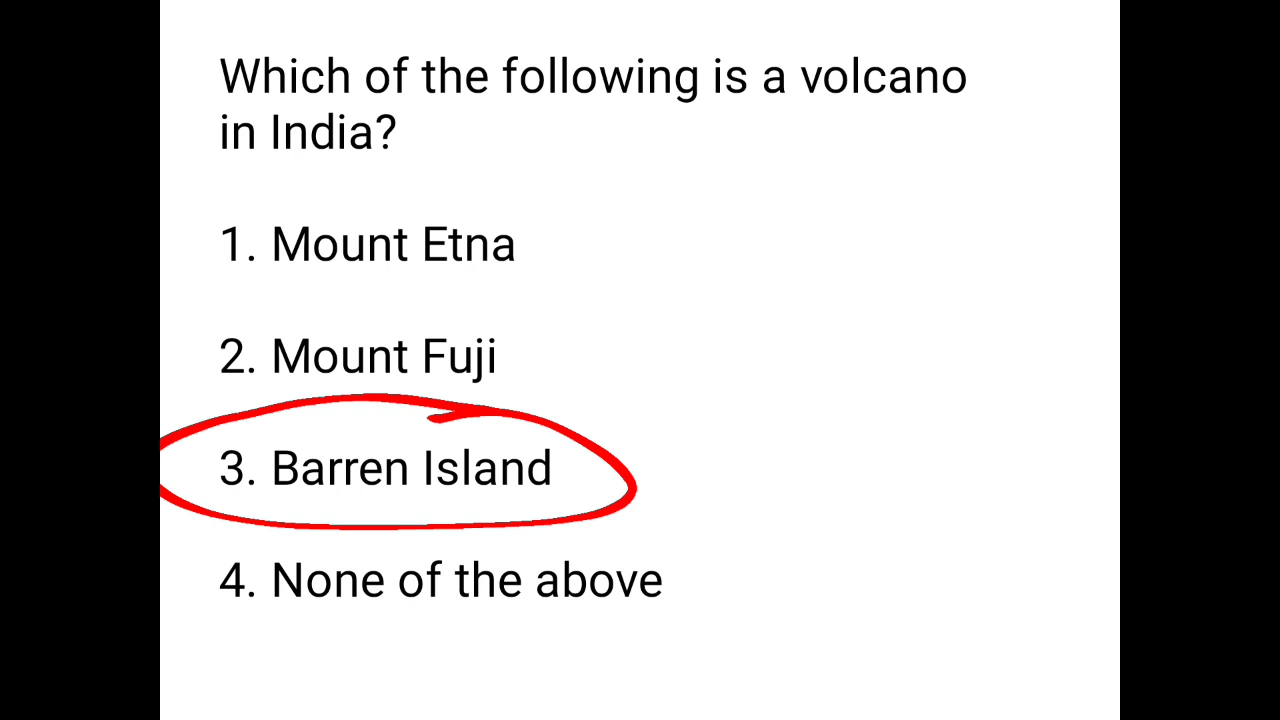 Which of the following is a volcano
in India?
1. Mount Etna
2. Mount Fuji
3. Barren Island
4. None of the above